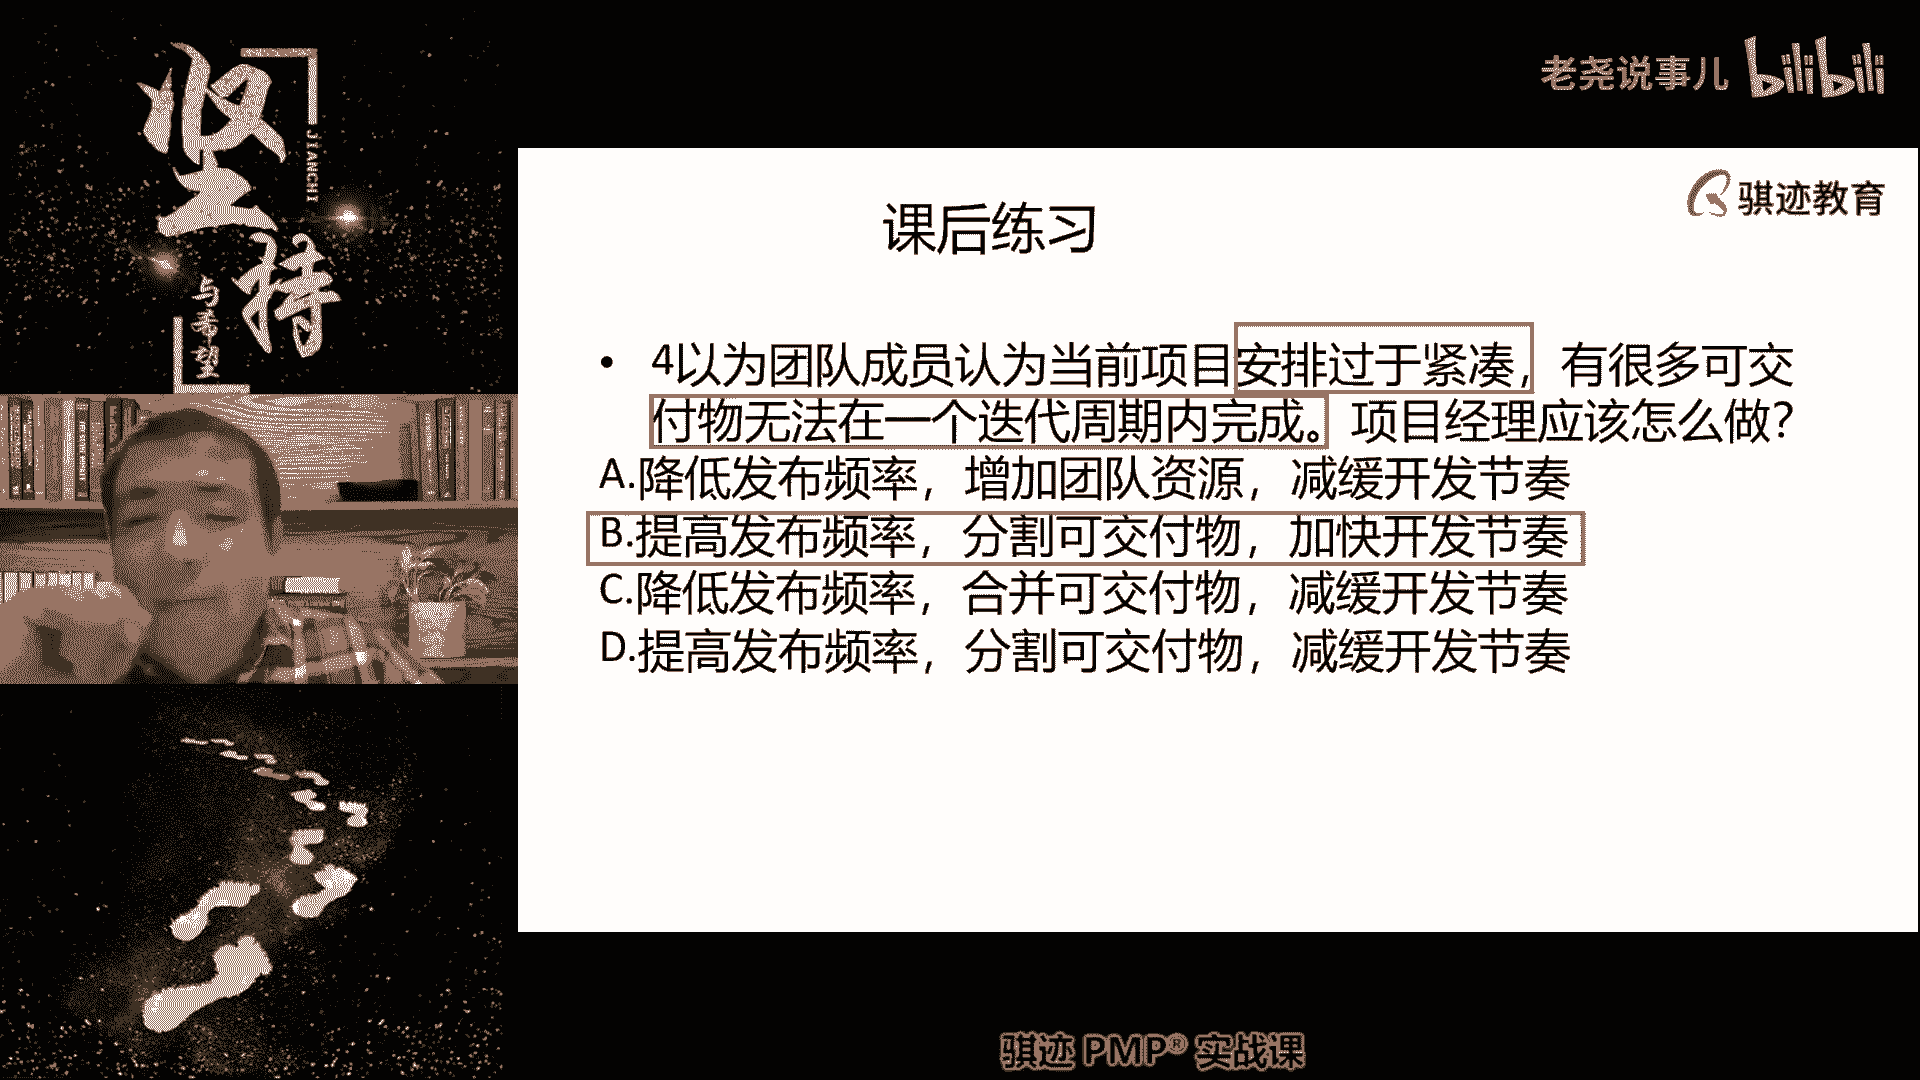 坚持
JIANCHI
与希望
老尧说事儿 bilibili
骐迹教育
课后练习
• 4以为团队成员认为当前项目安排过于紧凑，有很多可交
付物无法在一个迭代周期内完成。项目经理应该怎么做？
A.降低发布频率，增加团队资源，减缓开发节奏
B.提高发布频率，分割可交付物，加快开发节奏
C.降低发布频率，合并可交付物，减缓开发节奏
D.提高发布频率，分割可交付物，减缓开发节奏
骐迹 PMP® 实战课